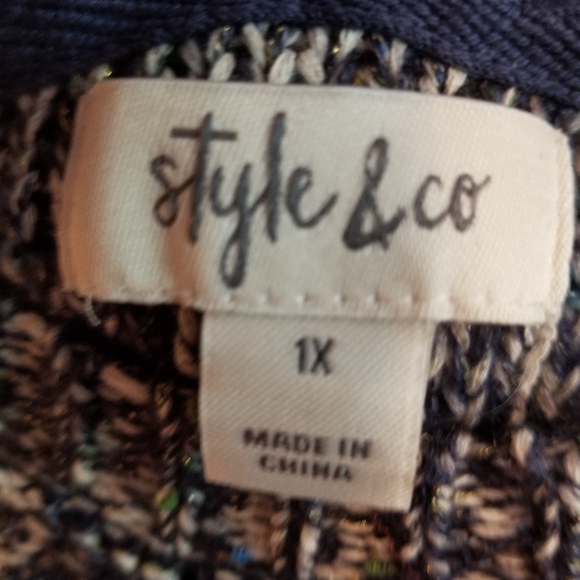 style & co
1X
MADE IN
CHINA